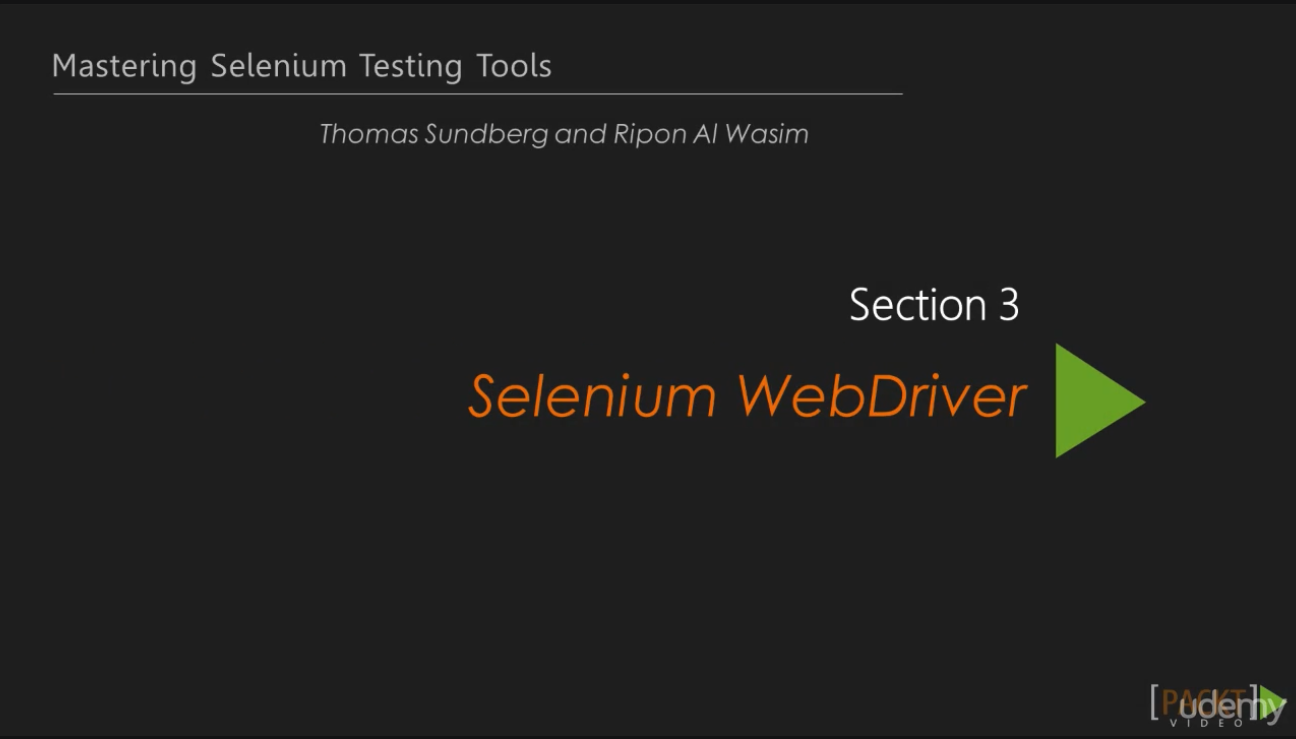 Mastering Selenium Testing Tools
Thomas Sundberg and Ripon Al Wasim
Section 3
Selenium WebDriver
[PACKT]
udemy
VIDEO